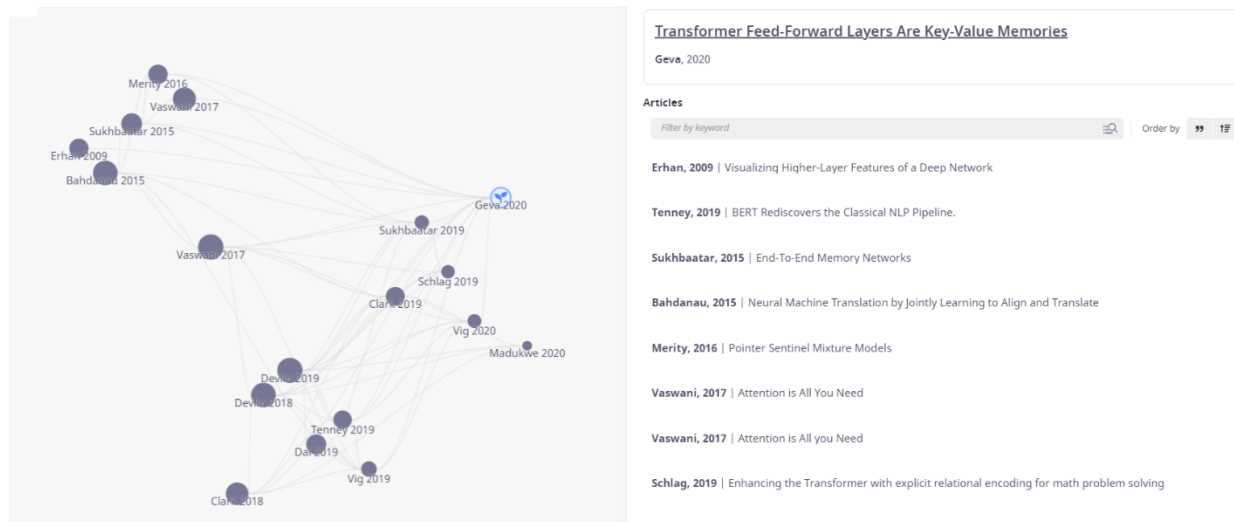 Merity 2016
Vaswani 2017
Sukhbaatar 2015
Erhan 2009
Bahdanau 2015
Geva 2020
Sukhbaatar 2019
Vaswani 2017
Schlag 2019
Clark 2019
Vig 2020
Madukwe 2020
Devlin 2019
Devlin 2018
Tenney 2019
Dai 2019
Vig 2019
Clark 2018
Transformer Feed-Forward Layers Are Key-Value Memories
Geva, 2020
Articles
Filter by keyword
Order by
Erhan, 2009 | Visualizing Higher-Layer Features of a Deep Network
Tenney, 2019 | BERT Rediscovers the Classical NLP Pipeline.
Sukhbaatar, 2015 | End-To-End Memory Networks
Bahdanau, 2015 | Neural Machine Translation by Jointly Learning to Align and Translate
Merity, 2016 | Pointer Sentinel Mixture Models
Vaswani, 2017 | Attention is All You Need
Vaswani, 2017 | Attention is All you Need
Schlag, 2019 | Enhancing the Transformer with explicit relational encoding for math problem solving